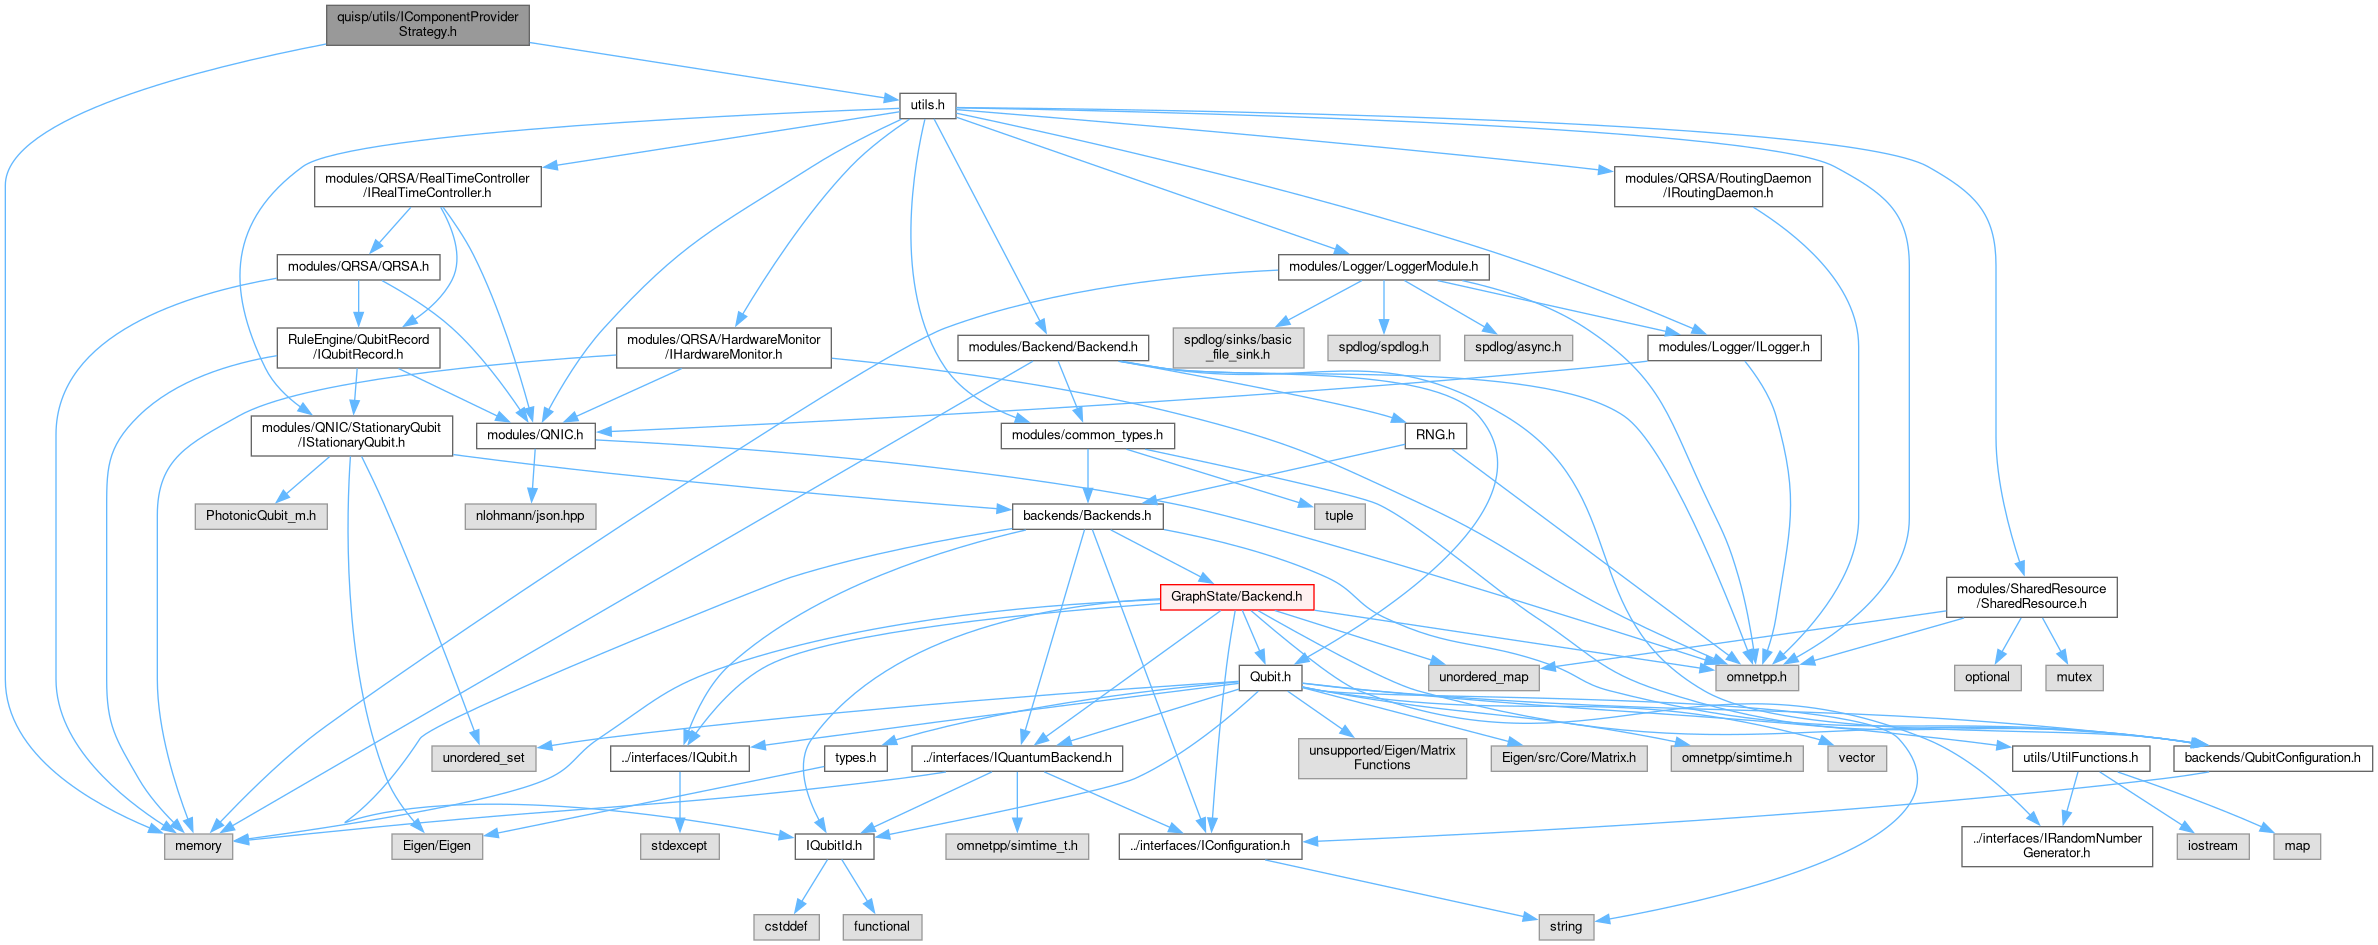 quisp/utils/IComponentProvider
Strategy.h
utils.h
modules/QRSA/RealTimeController
/IRealTimeController.h
modules/QRSA/RoutingDaemon
/IRoutingDaemon.h
modules/QRSA/QRSA.h
modules/Logger/LoggerModule.h
RuleEngine/QubitRecord
/IQubitRecord.h
modules/QRSA/HardwareMonitor
/IHardwareMonitor.h
modules/Backend/Backend.h
spdlog/sinks/basic
_file_sink.h
spdlog/spdlog.h
spdlog/async.h
modules/Logger/ILogger.h
modules/QNIC/StationaryQubit
/IStationaryQubit.h
modules/QNIC.h
modules/common_types.h
RNG.h
PhotonicQubit_m.h
nlohmann/json.hpp
backends/Backends.h
tuple
GraphState/Backend.h
modules/SharedResource
/SharedResource.h
Qubit.h
unordered_map
omnetpp.h
optional
mutex
unordered_set
../interfaces/IQubit.h
types.h
../interfaces/IQuantumBackend.h
unsupported/Eigen/Matrix
Functions
Eigen/src/Core/Matrix.h
omnetpp/simtime.h
vector
utils/UtilFunctions.h
backends/QubitConfiguration.h
memory
Eigen/Eigen
stdexcept
IQubitId.h
omnetpp/simtime_t.h
../interfaces/IConfiguration.h
../interfaces/IRandomNumber
Generator.h
iostream
map
cstddef
functional
string